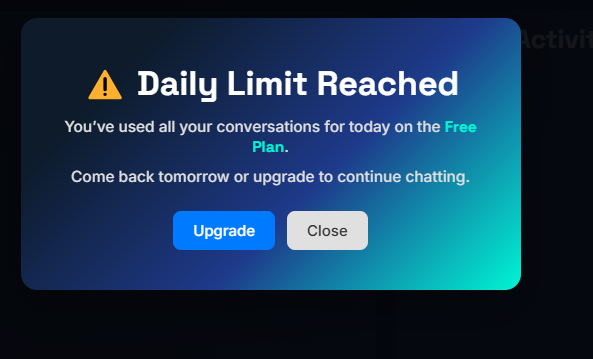 Activit
⚠ Daily Limit Reached
You’ve used all your conversations for today on the Free
Plan.
Come back tomorrow or upgrade to continue chatting.
Upgrade
Close